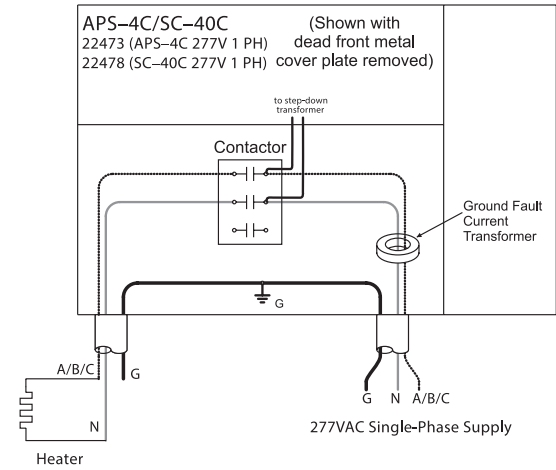 APS–4C/SC–40C
22473 (APS–4C 277V 1 PH)
22478 (SC–40C 277V 1 PH)
(Shown with
dead front metal
cover plate removed)
to step-down
transformer
Contactor
Ground Fault
Current
Transformer
G
A/B/C
G
N
Heater
G N A/B/C
277VAC Single-Phase Supply